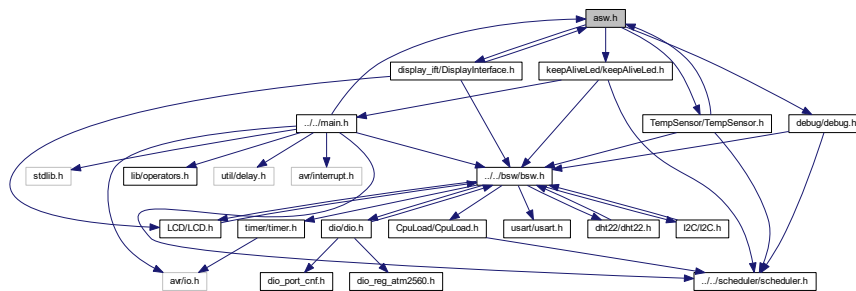 asw.h
display_ift/DisplayInterface.h
keepAliveLed/keepAliveLed.h
../../main.h
TempSensor/TempSensor.h
debug/debug.h
stdlib.h
lib/operators.h
util/delay.h
avr/interrupt.h
../../bsw/bsw.h
LCD/LCD.h
timer/timer.h
dio/dio.h
CpuLoad/CpuLoad.h
usart/usart.h
dht22/dht22.h
I2C/I2C.h
avr/io.h
dio_port_cnf.h
dio_reg_atm2560.h
../../scheduler/scheduler.h